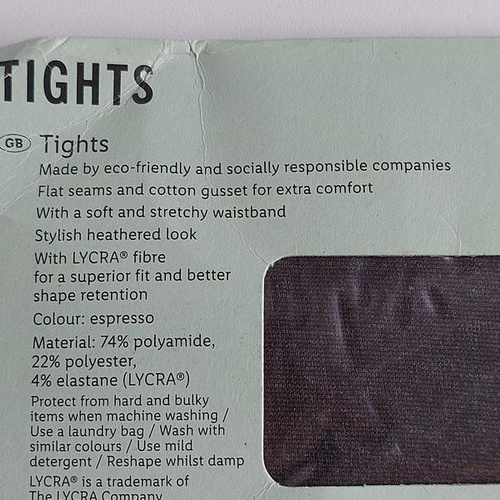 TIGHTS
GB Tights
Made by eco-friendly and socially responsible companies
Flat seams and cotton gusset for extra comfort
With a soft and stretchy waistband
Stylish heathered look
With LYCRA® fibre
for a superior fit and better
shape retention
Colour: espresso
Material: 74% polyamide,
22% polyester,
4% elastane (LYCRA®)
Protect from hard and bulky
items when machine washing /
Use a laundry bag / Wash with
similar colours / Use mild
detergent / Reshape whilst damp
LYCRA® is a trademark of
The LYCRA Company